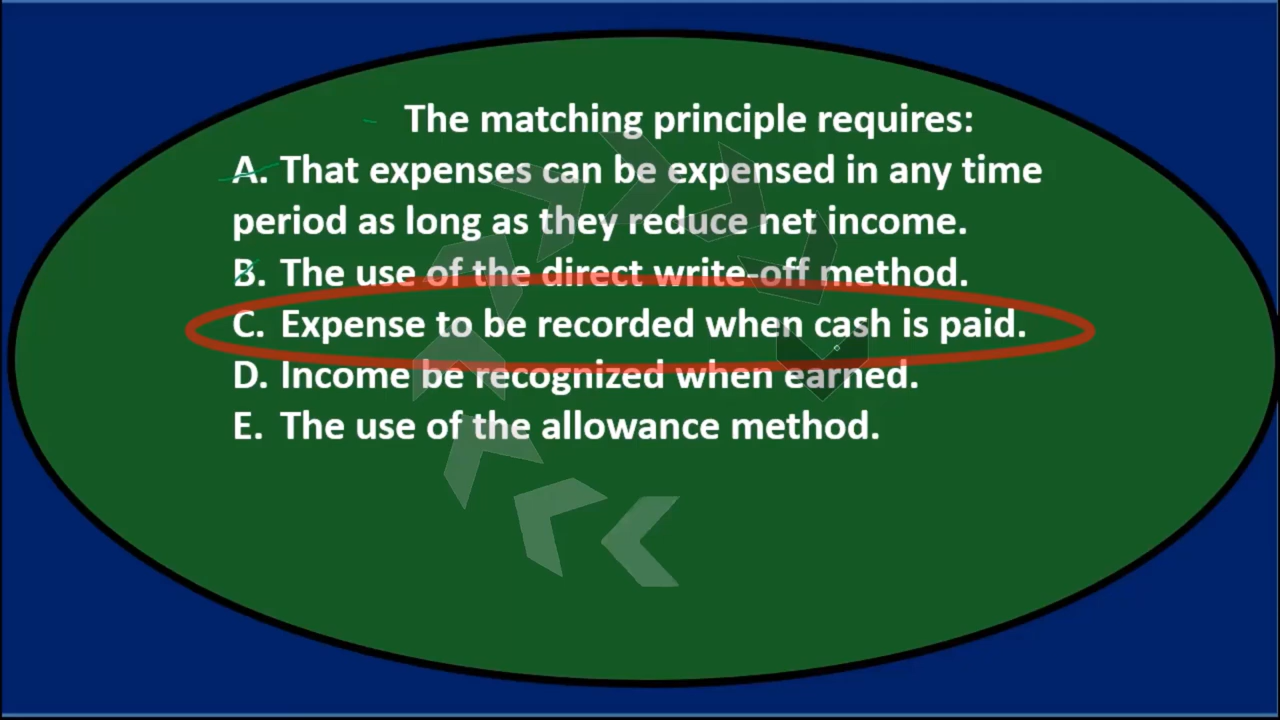 The matching principle requires:
A. That expenses can be expensed in any time
period as long as they reduce net income.
B. The use of the direct write-off method.
C. Expense to be recorded when cash is paid.
D. Income be recognized when earned.
E. The use of the allowance method.